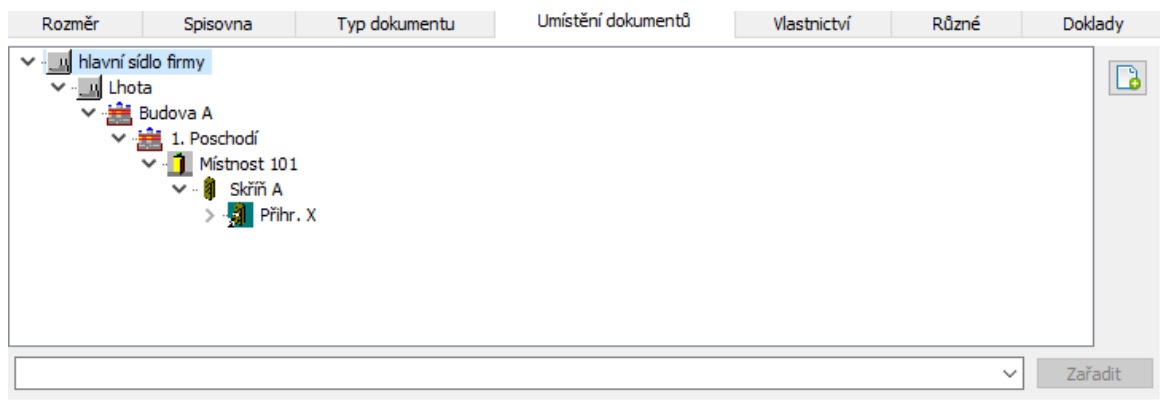 Rozměr Spisovna Typ dokumentu Umístění dokumentů Vlastnictví Různé Doklady
hlavní sídlo firmy
Lhota
Budova A
1. Poschodí
Místnost 101
Skříň A
Přihr. X
Zařadit